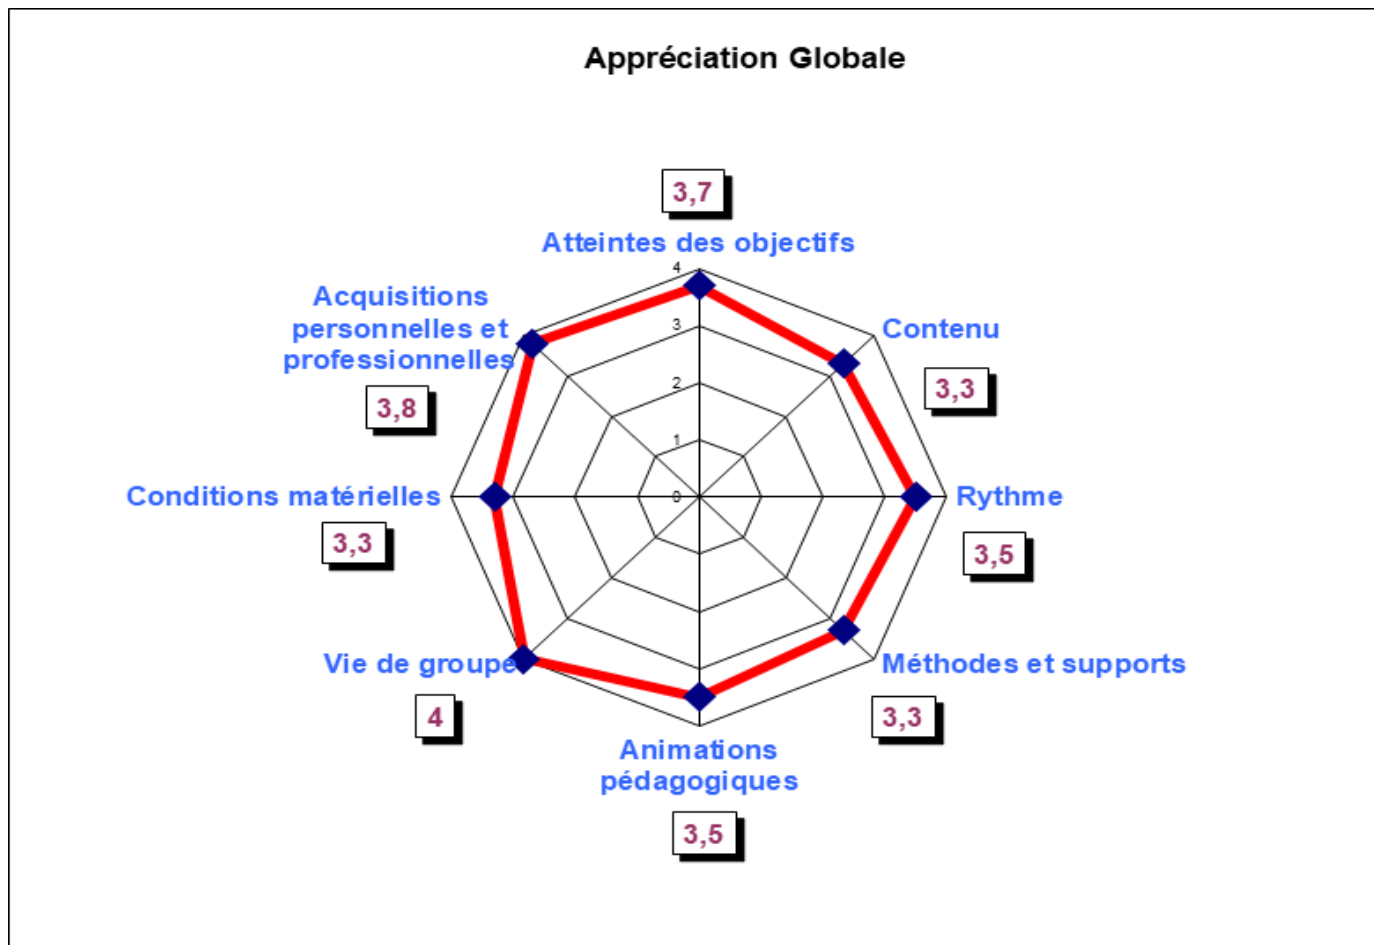 Appréciation Globale
3,7
Atteintes des objectifs
Acquisitions
personnelles et
professionnelles
3,8
Contenu
3,3
4
3
2
1
0
Conditions matérielles
3,3
Rythme
3,5
Vie de groupe
4
Méthodes et supports
3,3
Animations
pédagogiques
3,5